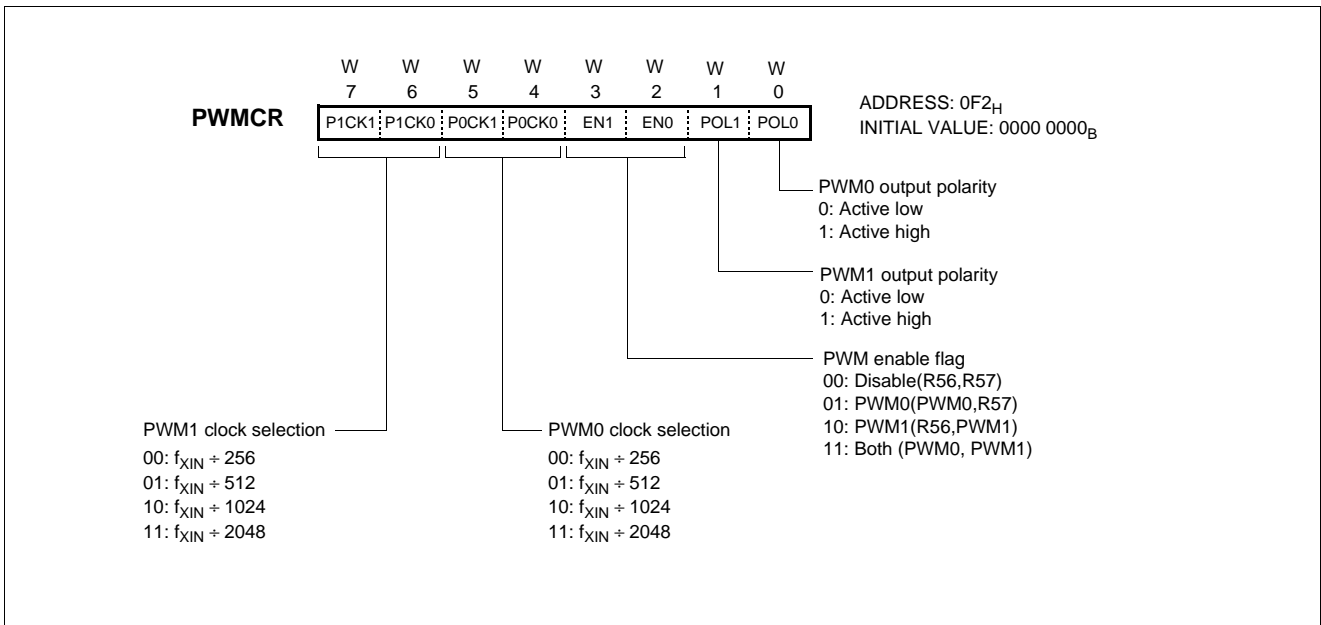 W W W W W W W W
7 6 5 4 3 2 1 0
PWMCR P1CK1 P1CK0 P0CK1 P0CK0 EN1 EN0 POL1 POL0
ADDRESS: 0F2H
INITIAL VALUE: 0000 0000B
PWM0 output polarity
0: Active low
1: Active high
PWM1 output polarity
0: Active low
1: Active high
PWM enable flag
00: Disable(R56,R57)
01: PWM0(PWM0,R57)
10: PWM1(R56,PWM1)
11: Both (PWM0, PWM1)
PWM1 clock selection
00: fXIN ÷ 256
01: fXIN ÷ 512
10: fXIN ÷ 1024
11: fXIN ÷ 2048
PWM0 clock selection
00: fXIN ÷ 256
01: fXIN ÷ 512
10: fXIN ÷ 1024
11: fXIN ÷ 2048